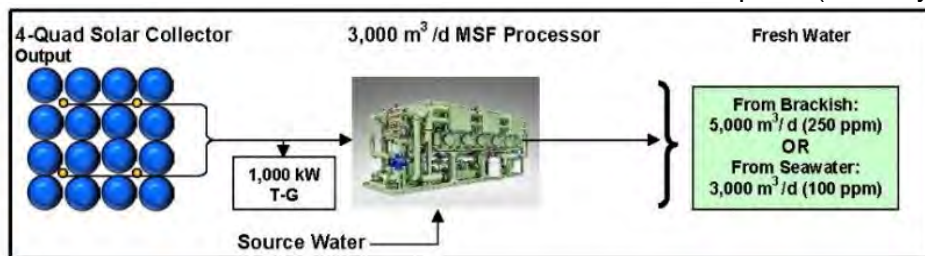 4-Quad Solar Collector
Output
3,000 m³ /d MSF Processor
Fresh Water
1,000 kW
T-G
Source Water
From Brackish:
5,000 m³/ d (250 ppm)
OR
From Seawater:
3,000 m³/d (100 ppm)